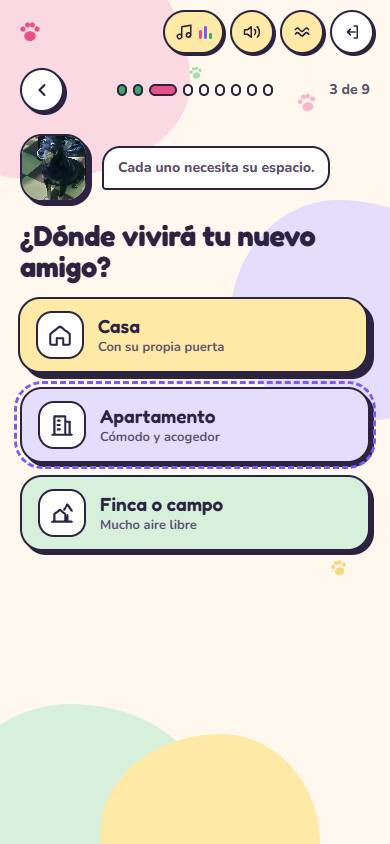 3 de 9
Cada uno necesita su espacio.
¿Dónde vivirá tu nuevo
amigo?
Casa
Con su propia puerta
Apartamento
Cómodo y acogedor
Finca o campo
Mucho aire libre